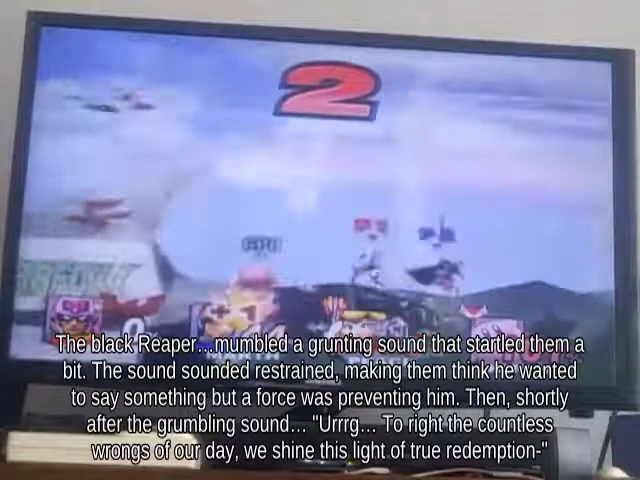 2
The black Reaper…mumbled a grunting sound that startled them a
bit. The sound sounded restrained, making them think he wanted
to say something but a force was preventing him. Then, shortly
after the grumbling sound… "Urrrg… To right the countless
wrongs of our day, we shine this light of true redemption-"